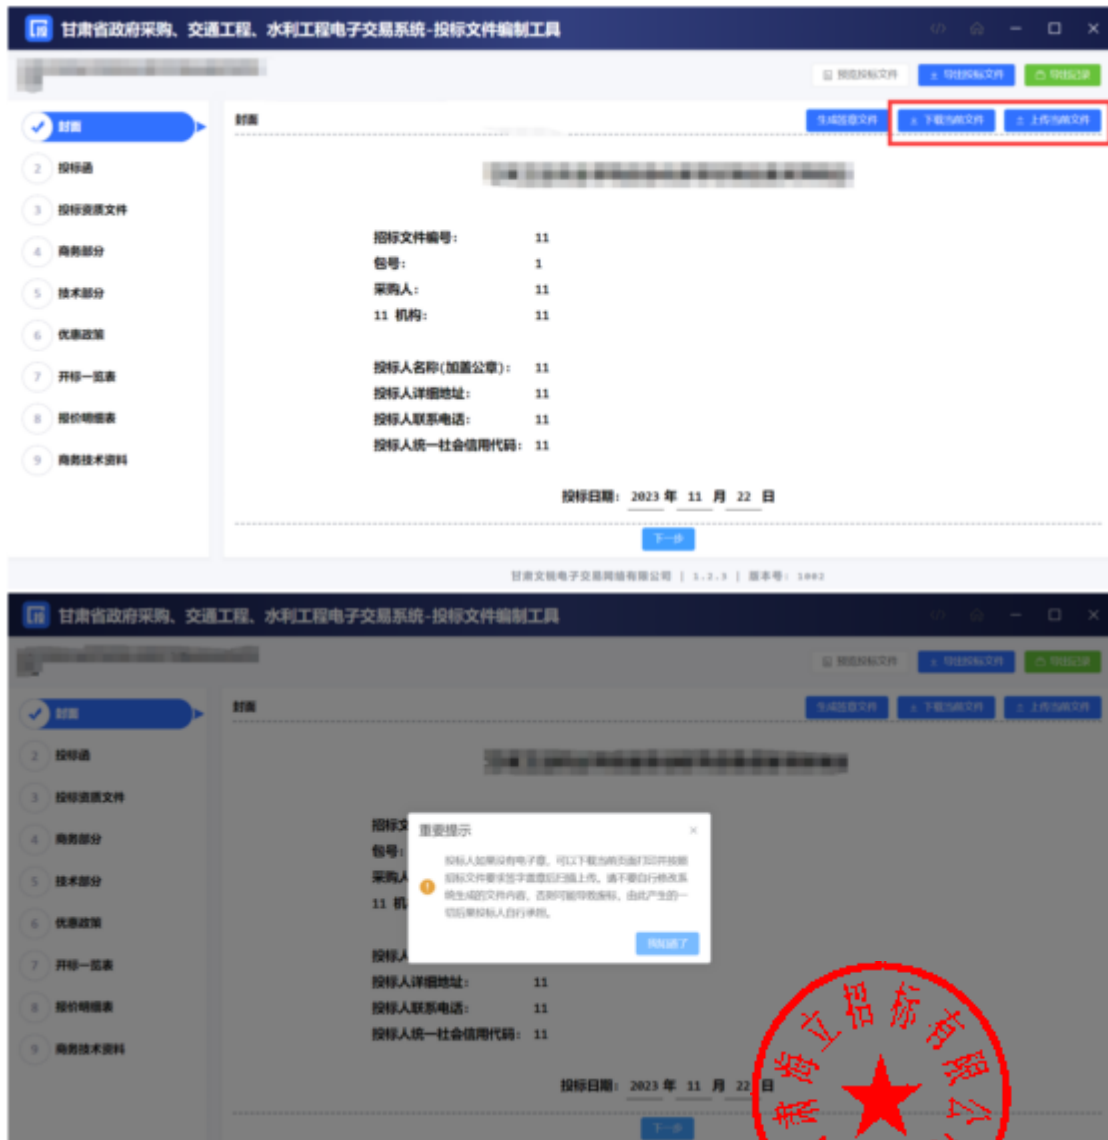 甘肃省政府采购、交通工程、水利工程电子交易系统-投标文件编制工具
预览投标文件 导出投标文件 导出记录
封面 生成签章文件 下载当前文件 上传当前文件
封面
2 投标函
3 投标资质文件
4 商务部分
5 技术部分
6 优惠政策
7 开标一览表
8 报价明细表
9 商务技术资料
招标文件编号: 11
包号: 1
采购人: 11
11 机构: 11
投标人名称(加盖公章): 11
投标人详细地址: 11
投标人联系电话: 11
投标人统一社会信用代码: 11
投标日期: 2023 年 11 月 22 日
下一步
甘肃文锐电子交易网络有限公司 | 1.2.3 | 版本号: 1002
甘肃省政府采购、交通工程、水利工程电子交易系统-投标文件编制工具
预览投标文件 导出投标文件 导出记录
封面 生成签章文件 下载当前文件 上传当前文件
封面
2 投标函
3 投标资质文件
4 商务部分
5 技术部分
6 优惠政策
7 开标一览表
8 报价明细表
9 商务技术资料
招标文
包号:
采购人
11 机
重要提示
投标人如果没有电子章，可以下载当前页面打印并按照
招标文件要求签字盖章后扫描上传，请不要自行修改系
统生成的文件内容，否则可能导致废标，由此产生的一
切后果投标人自行承担。
我知道了
投标人
投标人详细地址: 11
投标人联系电话: 11
投标人统一社会信用代码: 11
投标日期: 2023 年 11 月 22 日
下一步
肃海立招标有限公